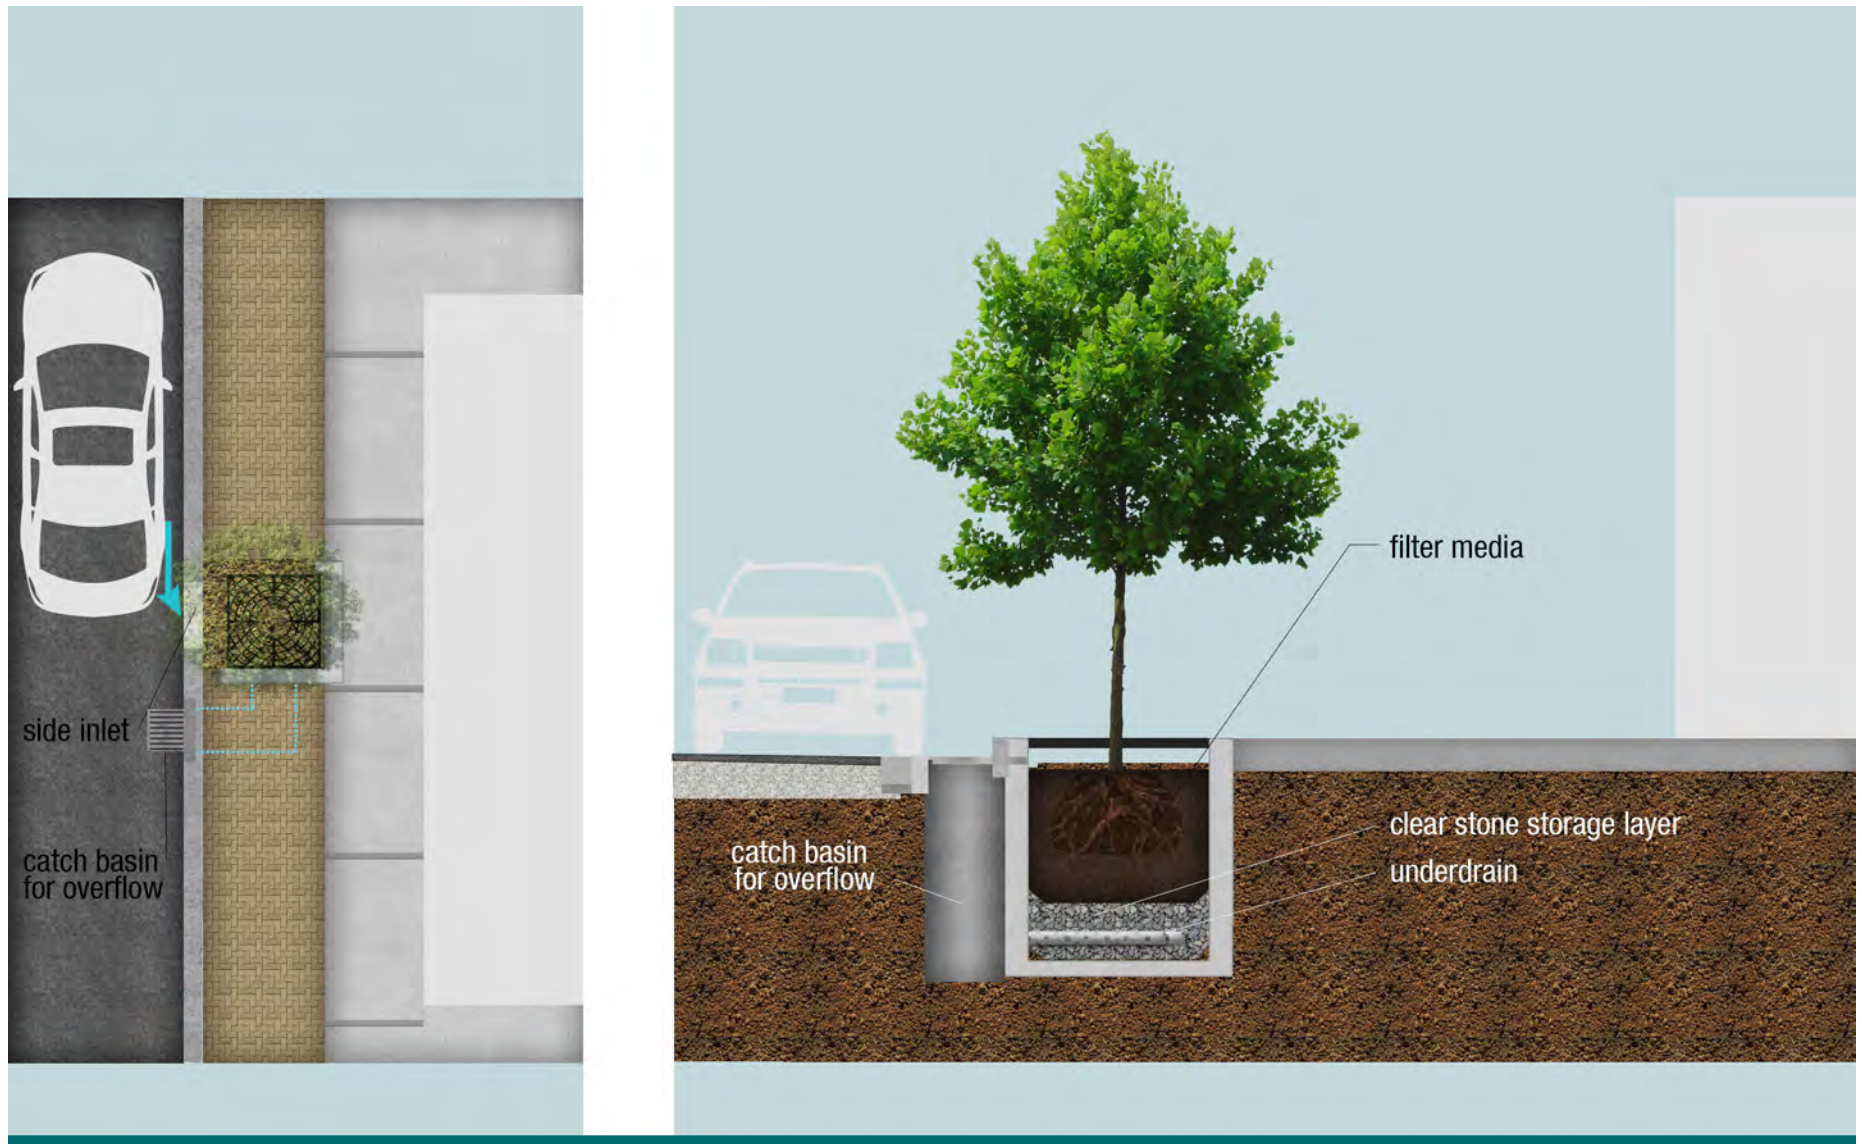 side inlet
catch basin
for overflow
filter media
clear stone storage layer
underdrain
catch basin
for overflow